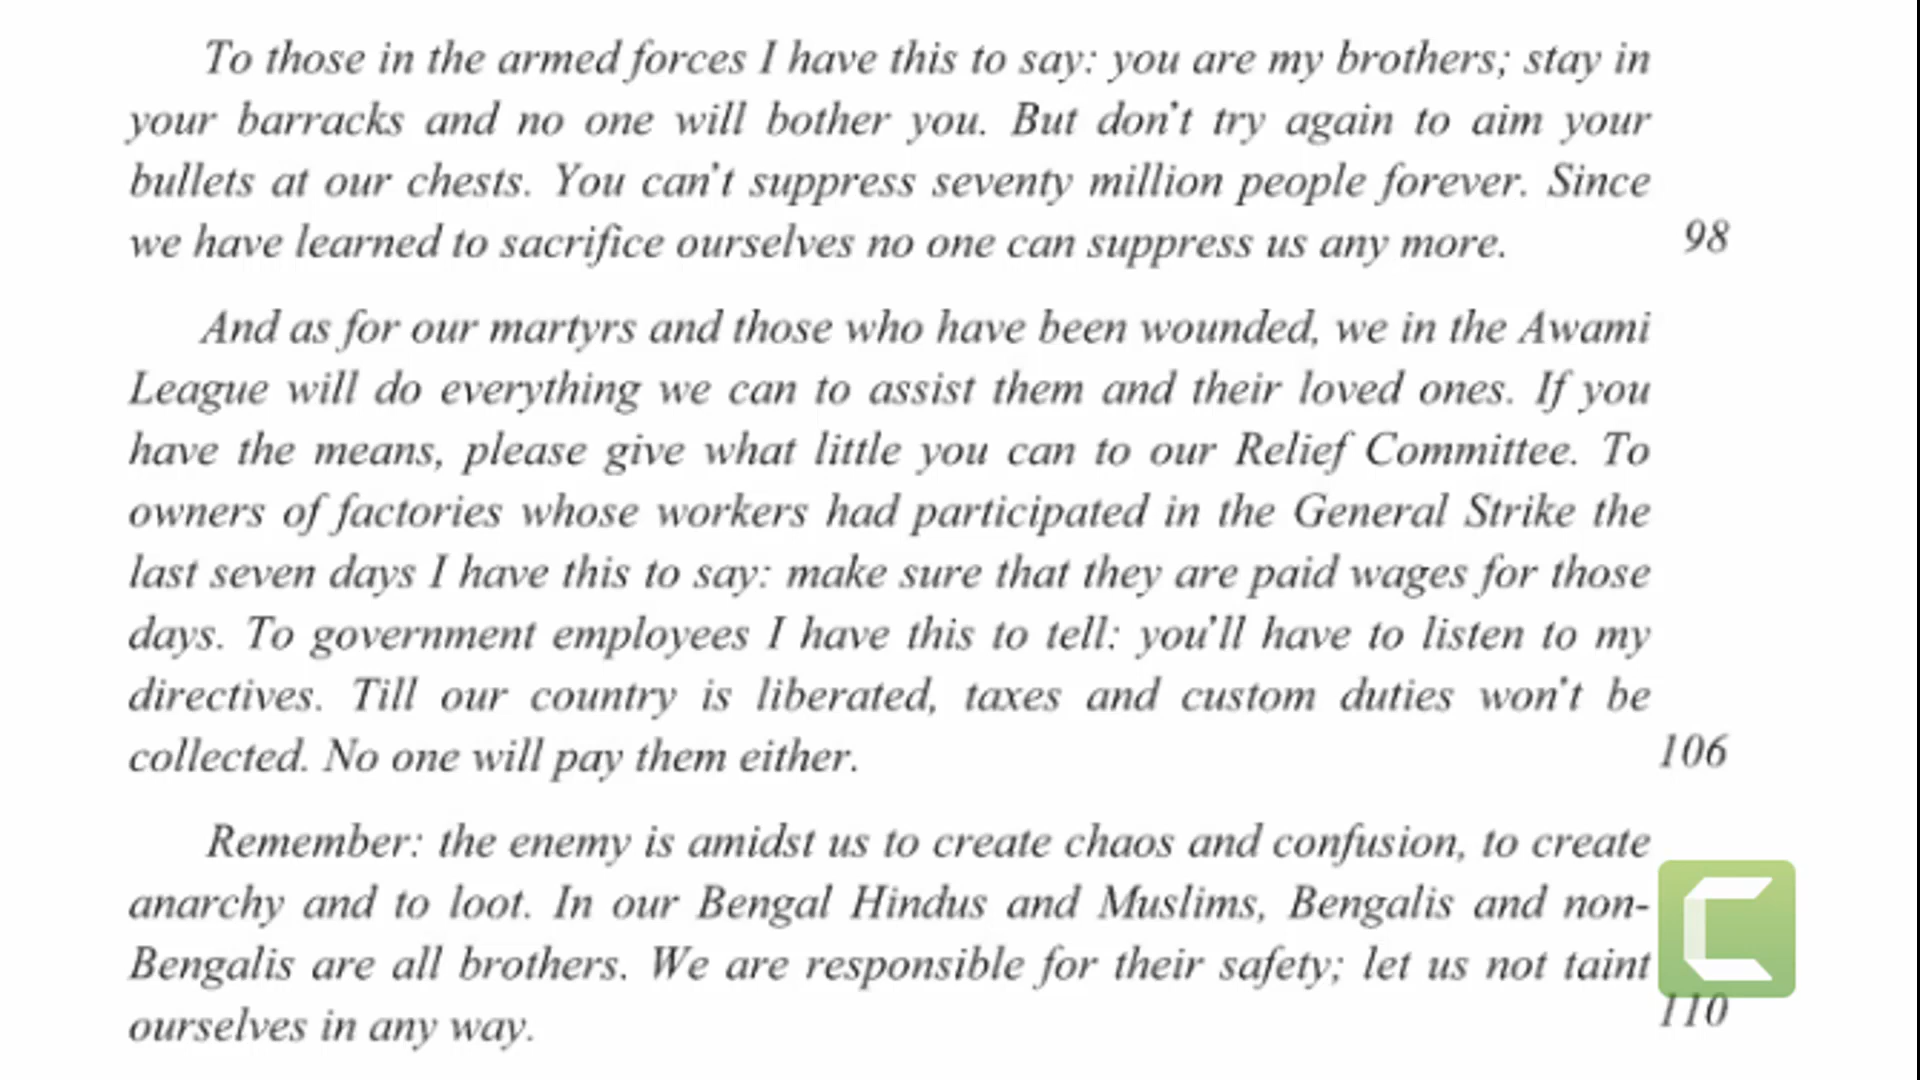 To those in the armed forces I have this to say: you are my brothers; stay in
your barracks and no one will bother you. But don't try again to aim your
bullets at our chests. You can't suppress seventy million people forever. Since
we have learned to sacrifice ourselves no one can suppress us any more. 98
And as for our martyrs and those who have been wounded, we in the Awami
League will do everything we can to assist them and their loved ones. If you
have the means, please give what little you can to our Relief Committee. To
owners of factories whose workers had participated in the General Strike the
last seven days I have this to say: make sure that they are paid wages for those
days. To government employees I have this to tell: you'll have to listen to my
directives. Till our country is liberated, taxes and custom duties won't be
collected. No one will pay them either. 106
Remember: the enemy is amidst us to create chaos and confusion, to create
anarchy and to loot. In our Bengal Hindus and Muslims, Bengalis and non-
Bengalis are all brothers. We are responsible for their safety; let us not taint
ourselves in any way. 110